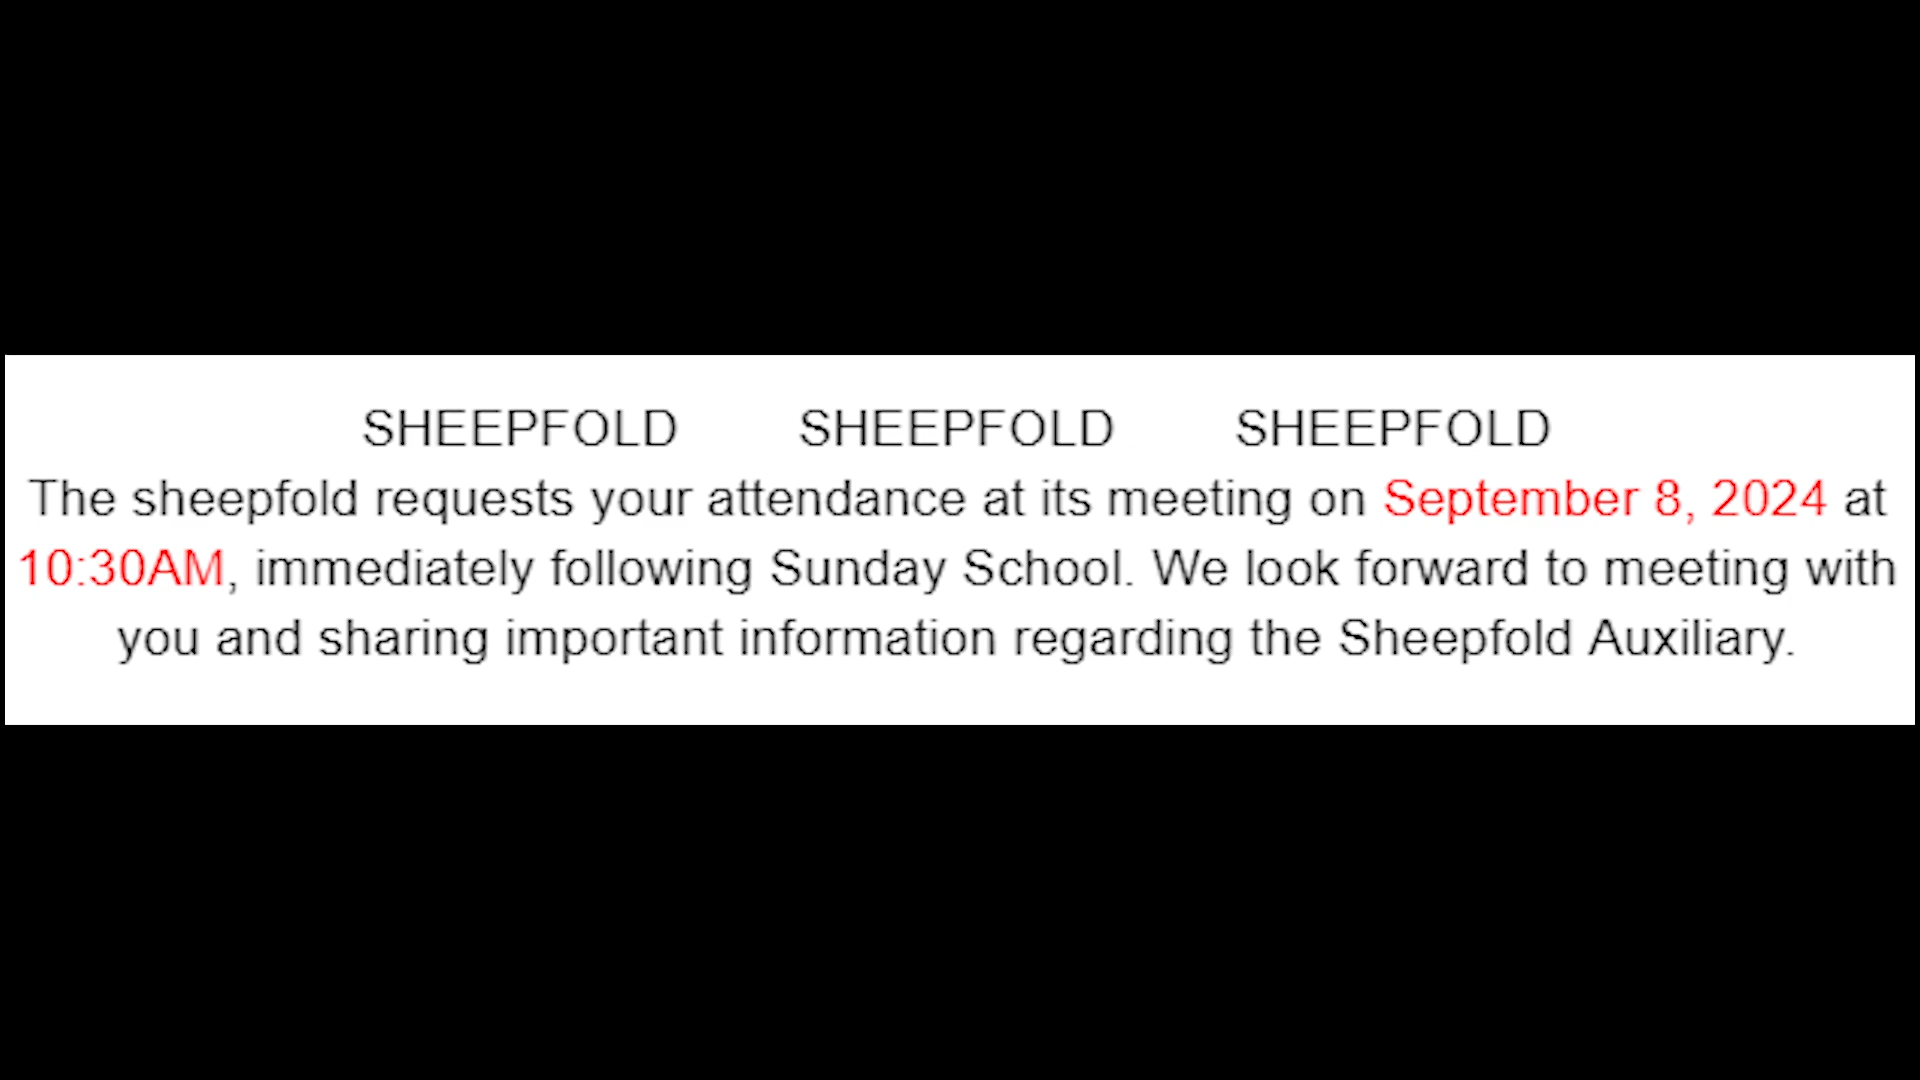 SHEEPFOLD SHEEPFOLD SHEEPFOLD
The sheepfold requests your attendance at its meeting on September 8, 2024 at
10:30AM, immediately following Sunday School. We look forward to meeting with
you and sharing important information regarding the Sheepfold Auxiliary.